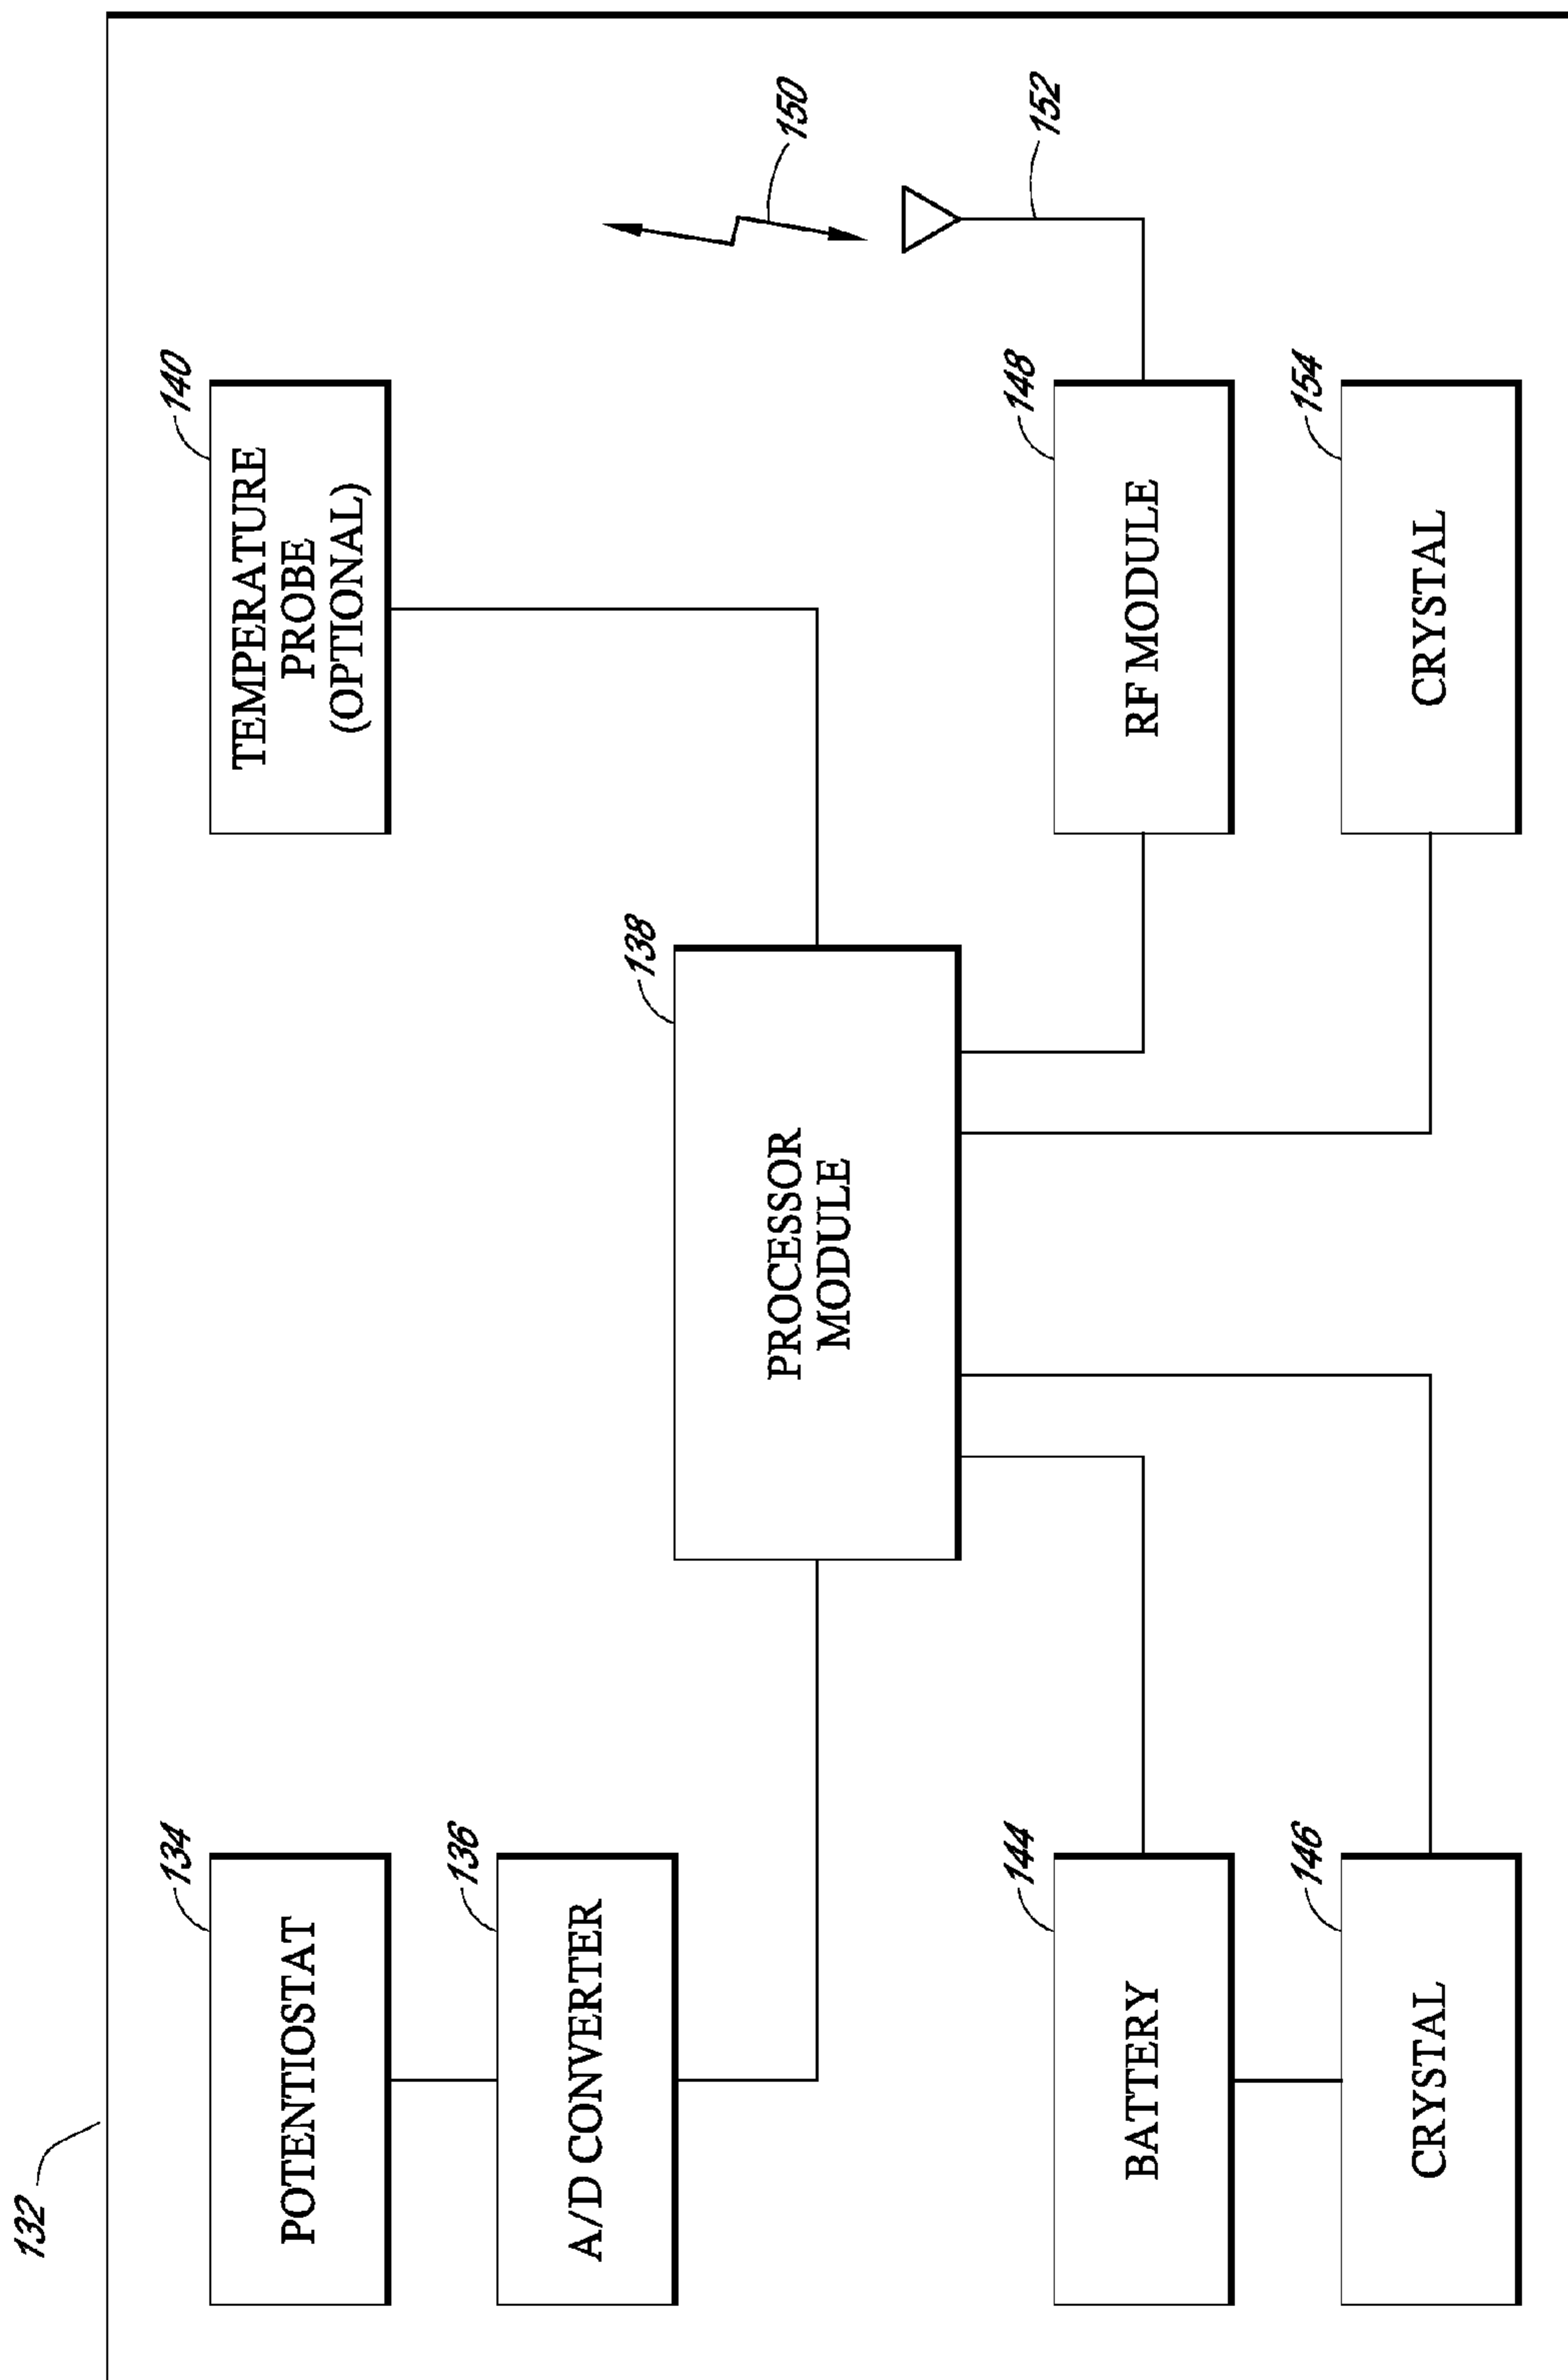 132
134
POTENTIOSTAT
136
A/D CONVERTER
140
TEMPERATURE
PROBE
(OPTIONAL)
138
PROCESSOR
MODULE
150
152
144
BATTERY
146
CRYSTAL
148
RF MODULE
154
CRYSTAL